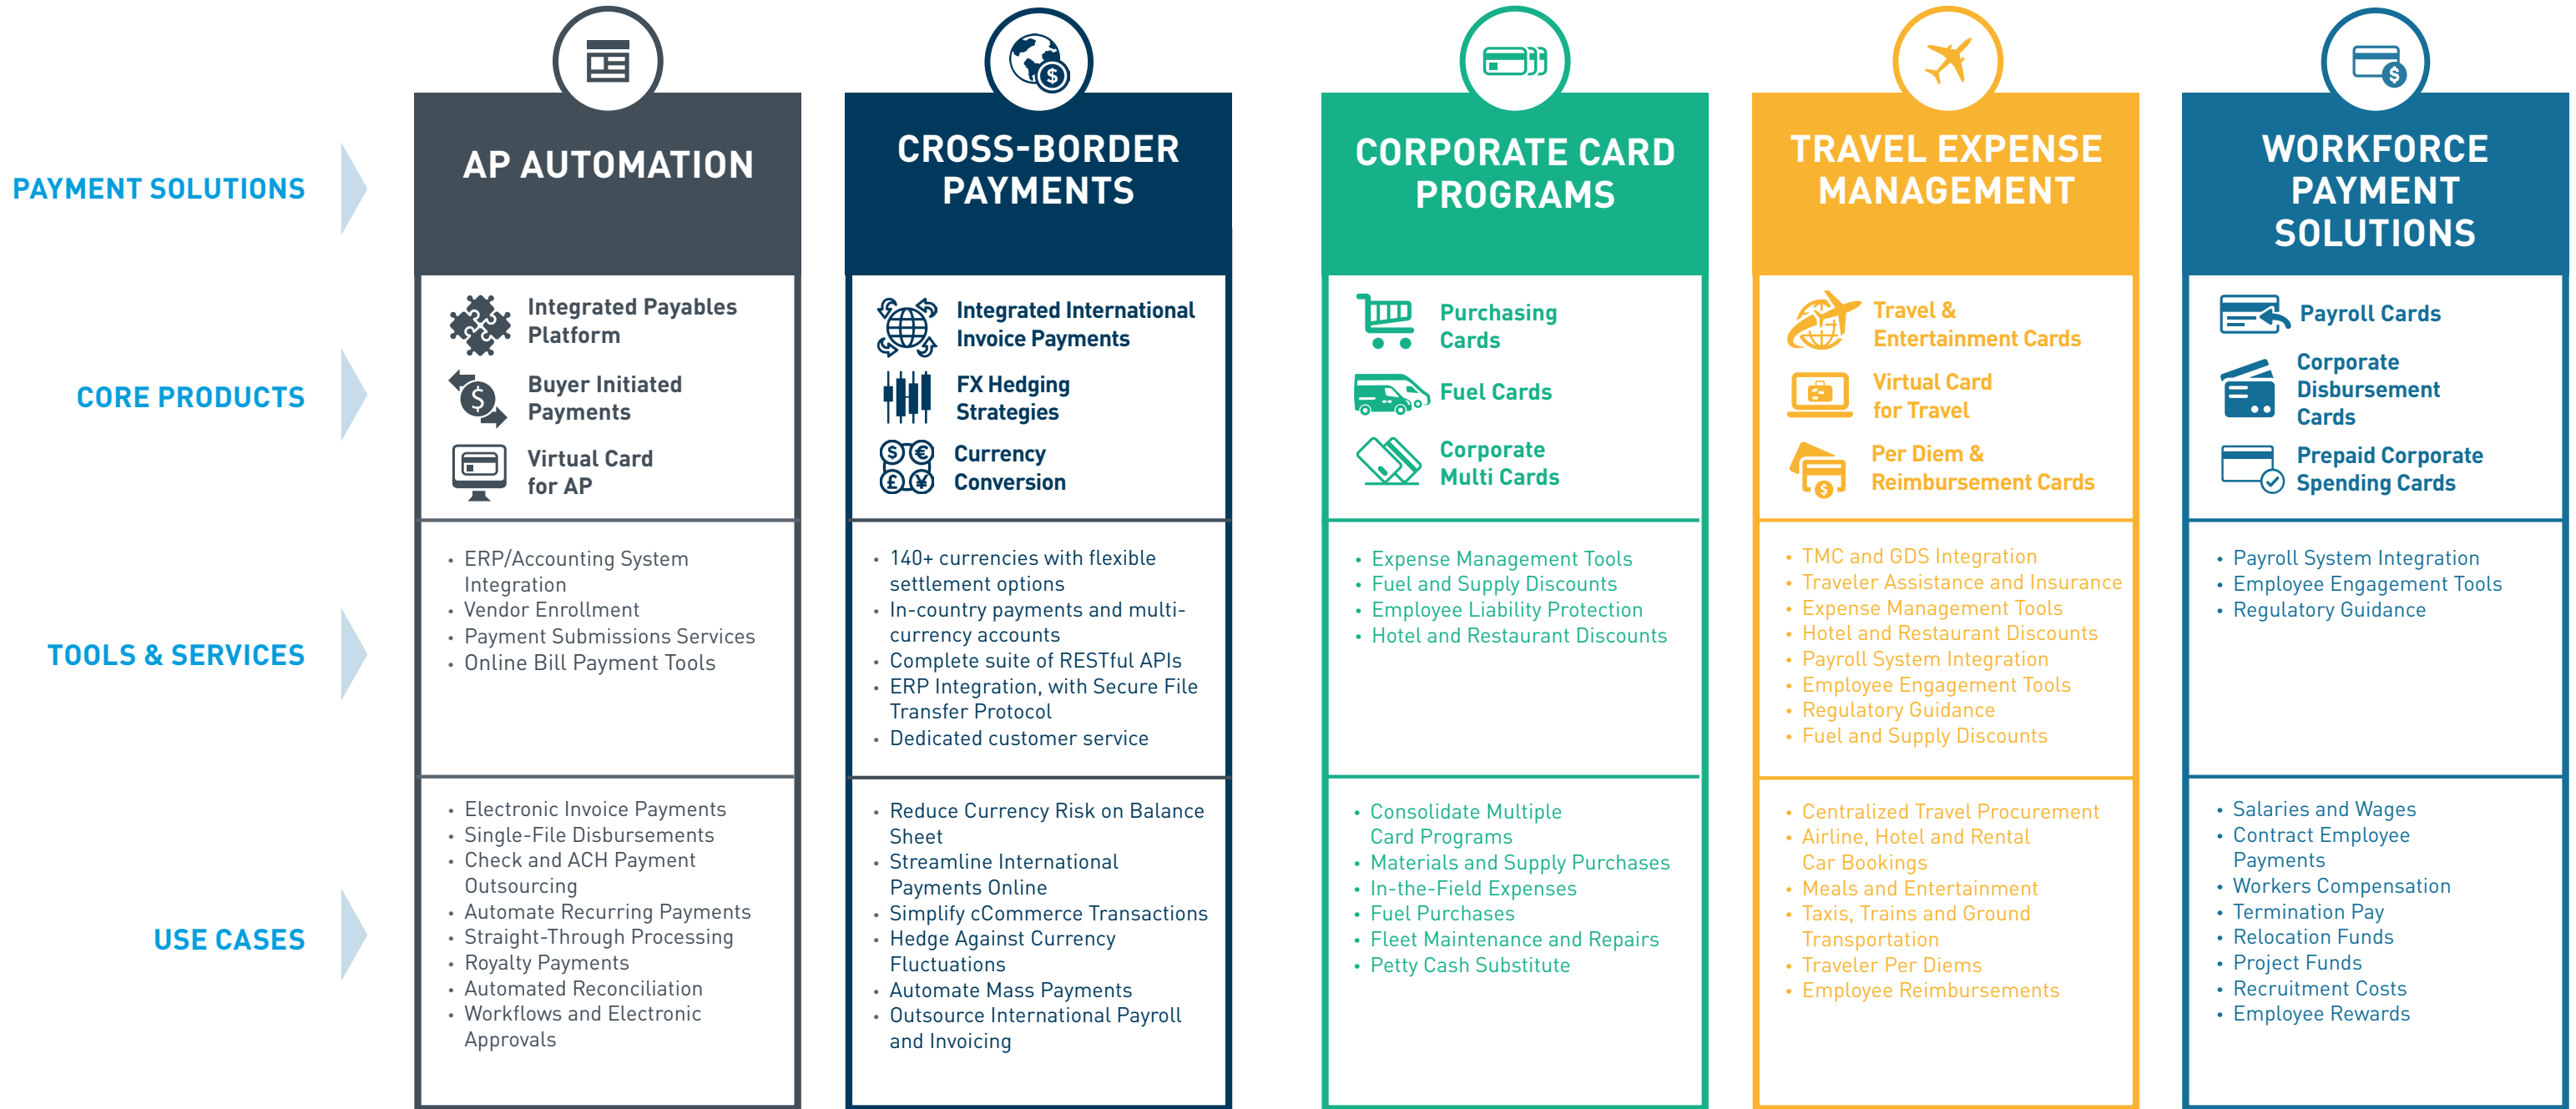 PAYMENT SOLUTIONS
AP AUTOMATION
CROSS-BORDER
PAYMENTS
CORPORATE CARD
PROGRAMS
TRAVEL EXPENSE
MANAGEMENT
WORKFORCE
PAYMENT
SOLUTIONS
CORE PRODUCTS
Integrated Payables
Platform
Buyer Initiated
Payments
Virtual Card
for AP
Integrated International
Invoice Payments
FX Hedging
Strategies
Currency
Conversion
Purchasing
Cards
Fuel Cards
Corporate
Multi Cards
Travel &
Entertainment Cards
Virtual Card
for Travel
Per Diem &
Reimbursement Cards
Payroll Cards
Corporate
Disbursement
Cards
Prepaid Corporate
Spending Cards
TOOLS & SERVICES
• ERP/Accounting System
Integration
• Vendor Enrollment
• Payment Submissions Services
• Online Bill Payment Tools
• 140+ currencies with flexible
settlement options
• In-country payments and multi-
currency accounts
• Complete suite of RESTful APIs
• ERP Integration, with Secure File
Transfer Protocol
• Dedicated customer service
• Expense Management Tools
• Fuel and Supply Discounts
• Employee Liability Protection
• Hotel and Restaurant Discounts
• TMC and GDS Integration
• Traveler Assistance and Insurance
• Expense Management Tools
• Hotel and Restaurant Discounts
• Payroll System Integration
• Employee Engagement Tools
• Regulatory Guidance
• Fuel and Supply Discounts
• Payroll System Integration
• Employee Engagement Tools
• Regulatory Guidance
USE CASES
• Electronic Invoice Payments
• Single-File Disbursements
• Check and ACH Payment
Outsourcing
• Automate Recurring Payments
• Straight-Through Processing
• Royalty Payments
• Automated Reconciliation
• Workflows and Electronic
Approvals
• Reduce Currency Risk on Balance
Sheet
• Streamline International
Payments Online
• Simplify cCommerce Transactions
• Hedge Against Currency
Fluctuations
• Automate Mass Payments
• Outsource International Payroll
and Invoicing
• Consolidate Multiple
Card Programs
• Materials and Supply Purchases
• In-the-Field Expenses
• Fuel Purchases
• Fleet Maintenance and Repairs
• Petty Cash Substitute
• Centralized Travel Procurement
• Airline, Hotel and Rental
Car Bookings
• Meals and Entertainment
• Taxis, Trains and Ground
Transportation
• Traveler Per Diems
• Employee Reimbursements
• Salaries and Wages
• Contract Employee
Payments
• Workers Compensation
• Termination Pay
• Relocation Funds
• Project Funds
• Recruitment Costs
• Employee Rewards